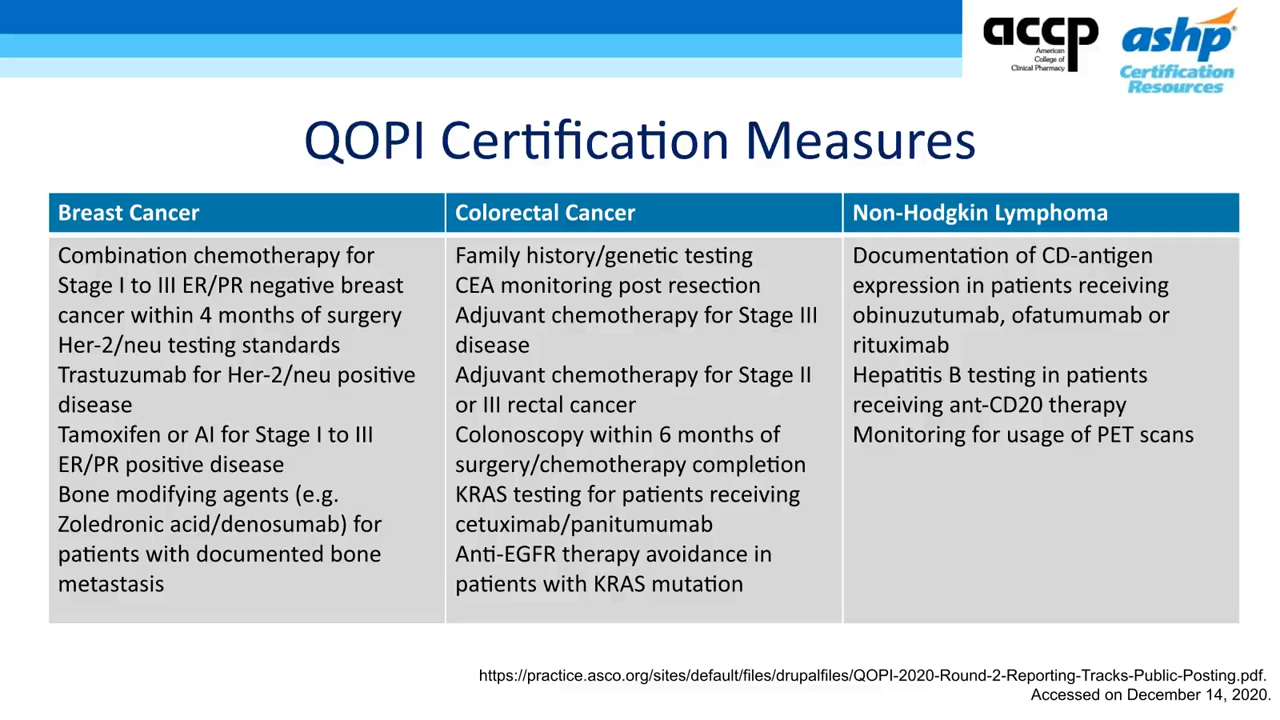 accp
American
College of
Clinical Pharmacy
ashp®
Certification
Resources
QOPI Certification Measures
Breast Cancer
Combination chemotherapy for
Stage I to III ER/PR negative breast
cancer within 4 months of surgery
Her-2/neu testing standards
Trastuzumab for Her-2/neu positive
disease
Tamoxifen or AI for Stage I to III
ER/PR positive disease
Bone modifying agents (e.g.
Zoledronic acid/denosumab) for
patients with documented bone
metastasis
Colorectal Cancer
Family history/genetic testing
CEA monitoring post resection
Adjuvant chemotherapy for Stage III
disease
Adjuvant chemotherapy for Stage II
or III rectal cancer
Colonoscopy within 6 months of
surgery/chemotherapy completion
KRAS testing for patients receiving
cetuximab/panitumumab
Anti-EGFR therapy avoidance in
patients with KRAS mutation
Non-Hodgkin Lymphoma
Documentation of CD-antigen
expression in patients receiving
obinuzutumab, ofatumumab or
rituximab
Hepatitis B testing in patients
receiving ant-CD20 therapy
Monitoring for usage of PET scans
https://practice.asco.org/sites/default/files/drupalfiles/QOPI-2020-Round-2-Reporting-Tracks-Public-Posting.pdf.
Accessed on December 14, 2020.